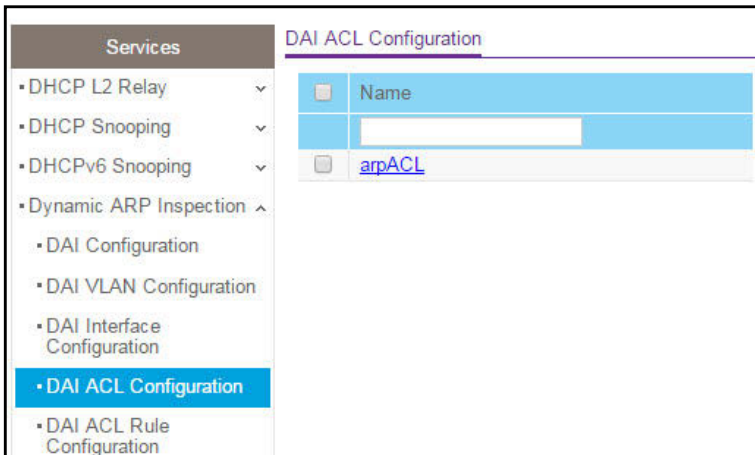 Services
DHCP L2 Relay
DHCP Snooping
DHCPv6 Snooping
Dynamic ARP Inspection
DAI Configuration
DAI VLAN Configuration
DAI Interface
Configuration
DAI ACL Configuration
DAI ACL Rule
Configuration
DAI ACL Configuration
Name
arpACL